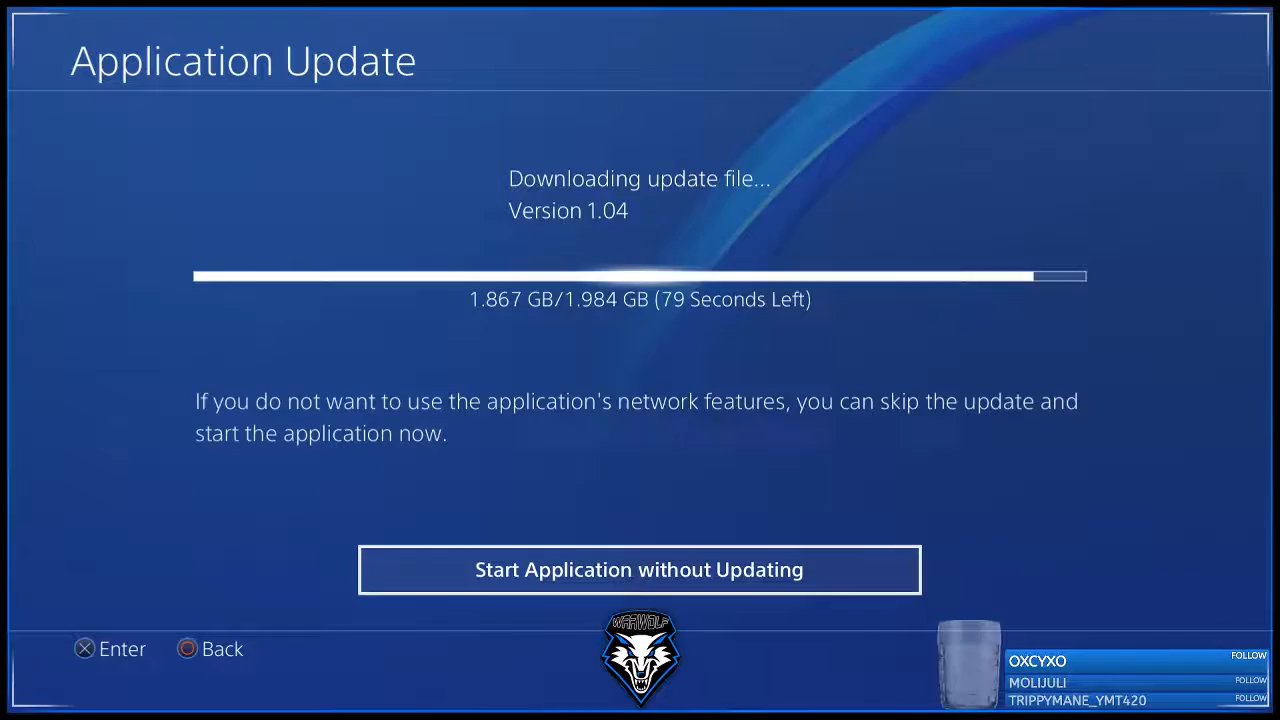 Application Update
Downloading update file...
Version 1.04
1.867 GB/1.984 GB (79 Seconds Left)
If you do not want to use the application's network features, you can skip the update and
start the application now.
Start Application without Updating
WARWOLF
Enter
Back
OXCYXO FOLLOW
MOLIJULI FOLLOW
TRIPPYMANE_YMT420 FOLLOW